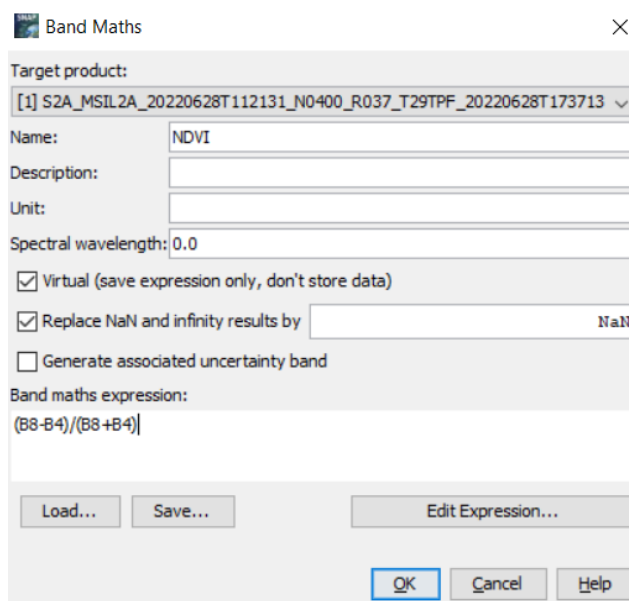 SNAP Band Maths
Target product:
[1] S2A_MSIL2A_20220628T112131_N0400_R037_T29TPF_20220628T173713
Name: NDVI
Description:
Unit:
Spectral wavelength: 0.0
Virtual (save expression only, don't store data)
Replace NaN and infinity results by NaN
Generate associated uncertainty band
Band maths expression:
(B8-B4)/(B8+B4)
Load... Save... Edit Expression...
OK Cancel Help